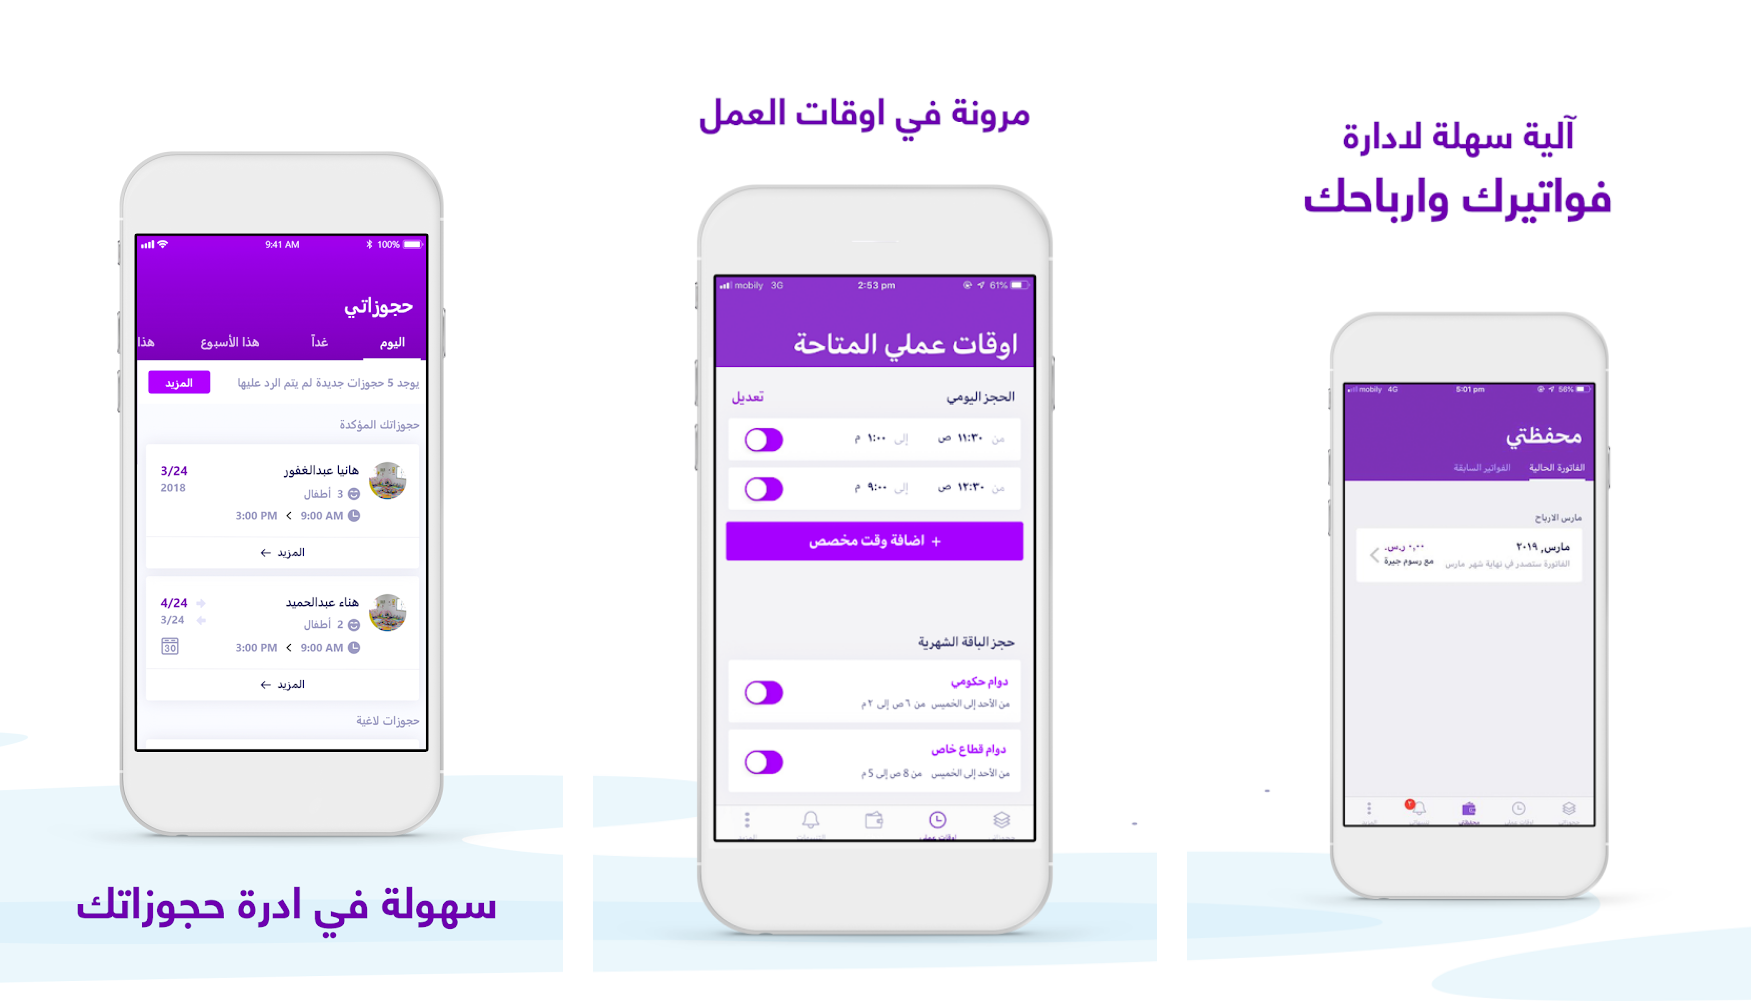 9:41 AM
100%
حجوزاتي
اليوم
غداً
هذا الأسبوع
هذا
يوجد 5 حجوزات جديدة لم يتم الرد عليها
المزيد
حجوزاتك المؤكدة
هانيا عبدالغفور
3/24
2018
3 أطفال
9:00 AM > 3:00 PM
المزيد ←
هناء عبدالحميد
4/24
3/24
2 أطفال
9:00 AM > 3:00 PM
30
المزيد ←
حجوزات لاغية
سهولة في ادرة حجوزاتك
مرونة في اوقات العمل
mobily 3G
2:53 pm
61%
اوقات عملي المتاحة
الحجز اليومي
تعديل
من ١١:٣٠ ص إلى ١:٠٠ م
من ١٢:٣٠ ص إلى ٩:٠٠ م
+ اضافة وقت مخصص
حجز الباقة الشهرية
دوام حكومي
من الأحد إلى الخميس من ٦ ص إلى ٢ م
دوام قطاع خاص
من الأحد إلى الخميس من 8 ص إلى 5 م
اوقات عملي
آلية سهلة لادارة
فواتيرك وارباحك
mobily 4G
5:01 pm
56%
محفظتي
الفاتورة الحالية
الفواتير السابقة
مارس الارباح
مارس, ٢٠١٩
٠,٠٠ ر.س.
الفاتورة ستصدر في نهاية شهر مارس
مع رسوم جيرة
محفظتي